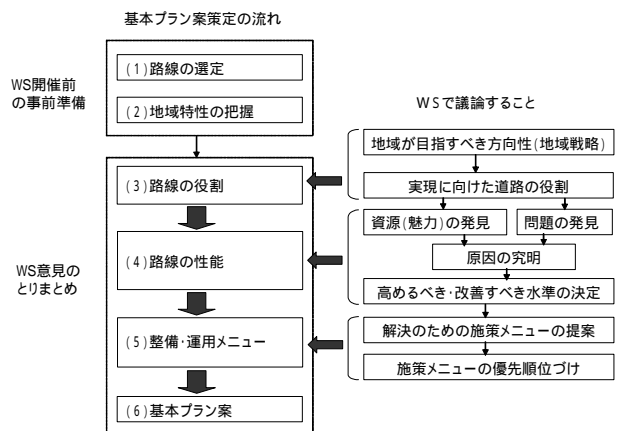 基本プラン案策定の流れ
WS開催前
の事前準備
(1)路線の選定
(2)地域特性の把握
WS意見の
とりまとめ
(3)路線の役割
(4)路線の性能
(5)整備・運用メニュー
(6)基本プラン案
WSで議論すること
地域が目指すべき方向性(地域戦略)
実現に向けた道路の役割
資源(魅力)の発見
問題の発見
原因の究明
高めるべき・改善すべき水準の決定
解決のための施策メニューの提案
施策メニューの優先順位づけ